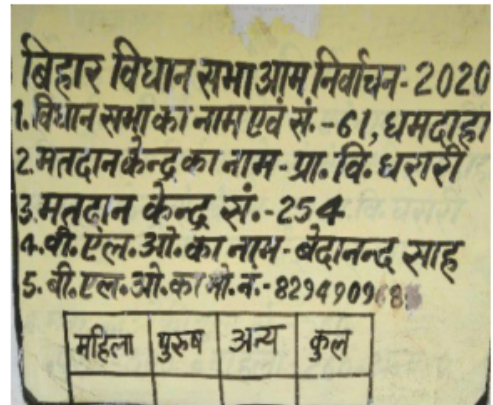 बिहार विधान सभा आम निर्वाचन - 2020
1. विधान सभा का नाम एवं सं. - 61, धमदाहा
2. मतदान केन्द्र का नाम - प्रा. वि. धरारी
3. मतदान केन्द्र सं. - 254
4. बी. एल. ओ. का नाम - बेदानन्द साह
5. बी. एल. ओ. का मो. नं. -
महिला पुरुष अन्य कुल